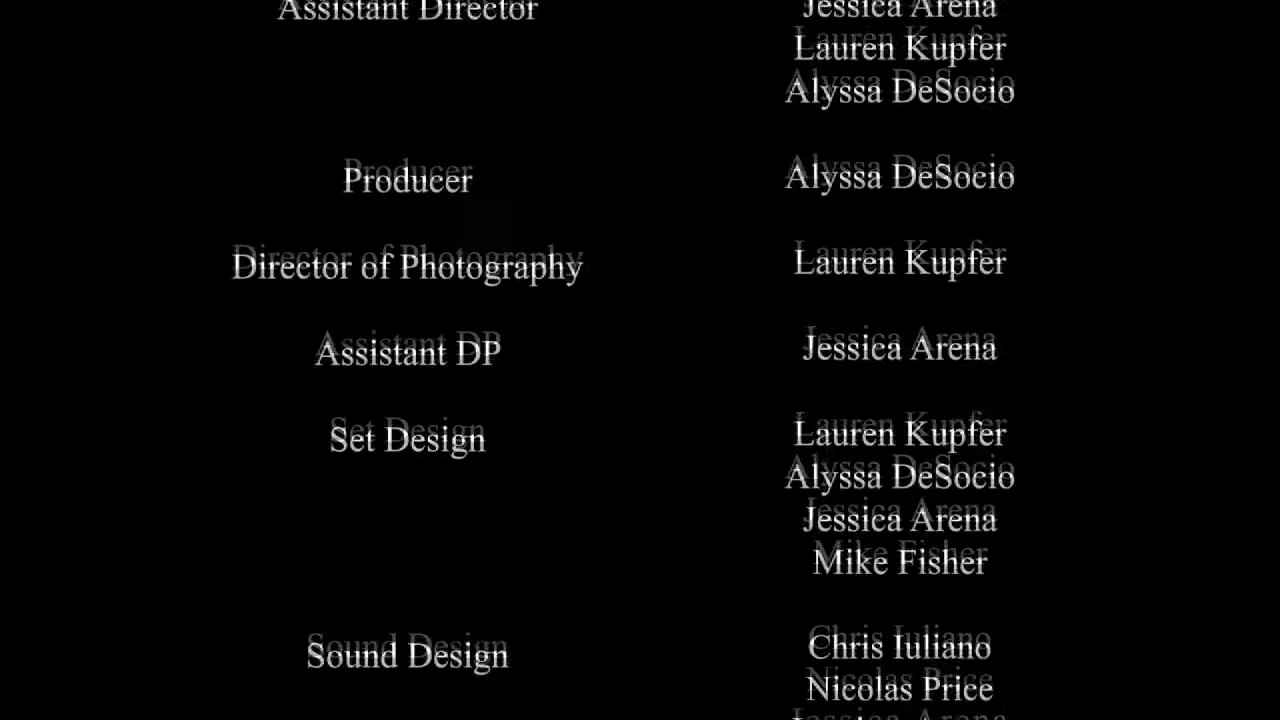 Assistant Director Jessica Arena
Lauren Kupfer
Alyssa DeSocio
Producer Alyssa DeSocio
Director of Photography Lauren Kupfer
Assistant DP Jessica Arena
Set Design Lauren Kupfer
Alyssa DeSocio
Jessica Arena
Mike Fisher
Sound Design Chris Iuliano
Nicolas Price